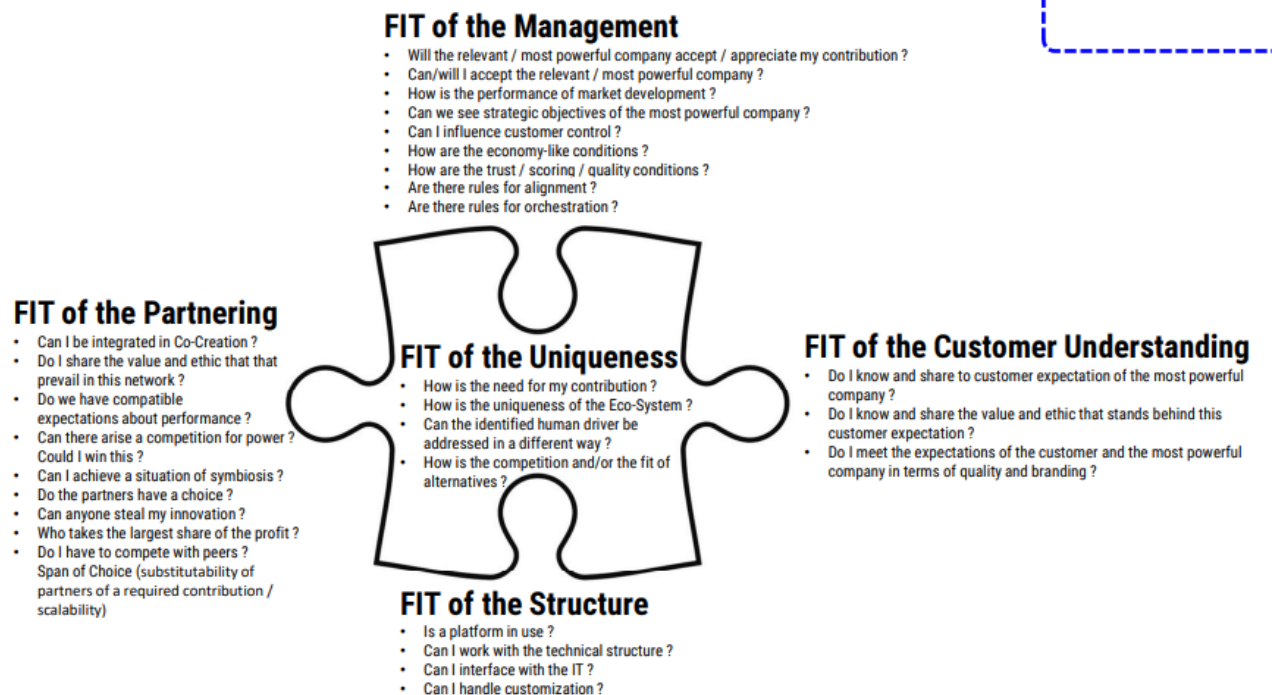 FIT of the Management
• Will the relevant / most powerful company accept / appreciate my contribution ?
• Can/will I accept the relevant / most powerful company ?
• How is the performance of market development ?
• Can we see strategic objectives of the most powerful company ?
• Can I influence customer control ?
• How are the economy-like conditions ?
• How are the trust / scoring / quality conditions ?
• Are there rules for alignment ?
• Are there rules for orchestration ?
FIT of the Partnering
• Can I be integrated in Co-Creation ?
• Do I share the value and ethic that that
prevail in this network ?
• Do we have compatible
expectations about performance ?
• Can there arise a competition for power ?
Could I win this ?
• Can I achieve a situation of symbiosis ?
• Do the partners have a choice ?
• Can anyone steal my innovation ?
• Who takes the largest share of the profit ?
• Do I have to compete with peers ?
Span of Choice (substitutability of
partners of a required contribution /
scalability)
FIT of the Uniqueness
• How is the need for my contribution ?
• How is the uniqueness of the Eco-System ?
• Can the identified human driver be
addressed in a different way ?
• How is the competition and/or the fit of
alternatives ?
FIT of the Customer Understanding
• Do I know and share to customer expectation of the most powerful
company ?
• Do I know and share the value and ethic that stands behind this
customer expectation ?
• Do I meet the expectations of the customer and the most powerful
company in terms of quality and branding ?
FIT of the Structure
• Is a platform in use ?
• Can I work with the technical structure ?
• Can I interface with the IT ?
• Can I handle customization ?